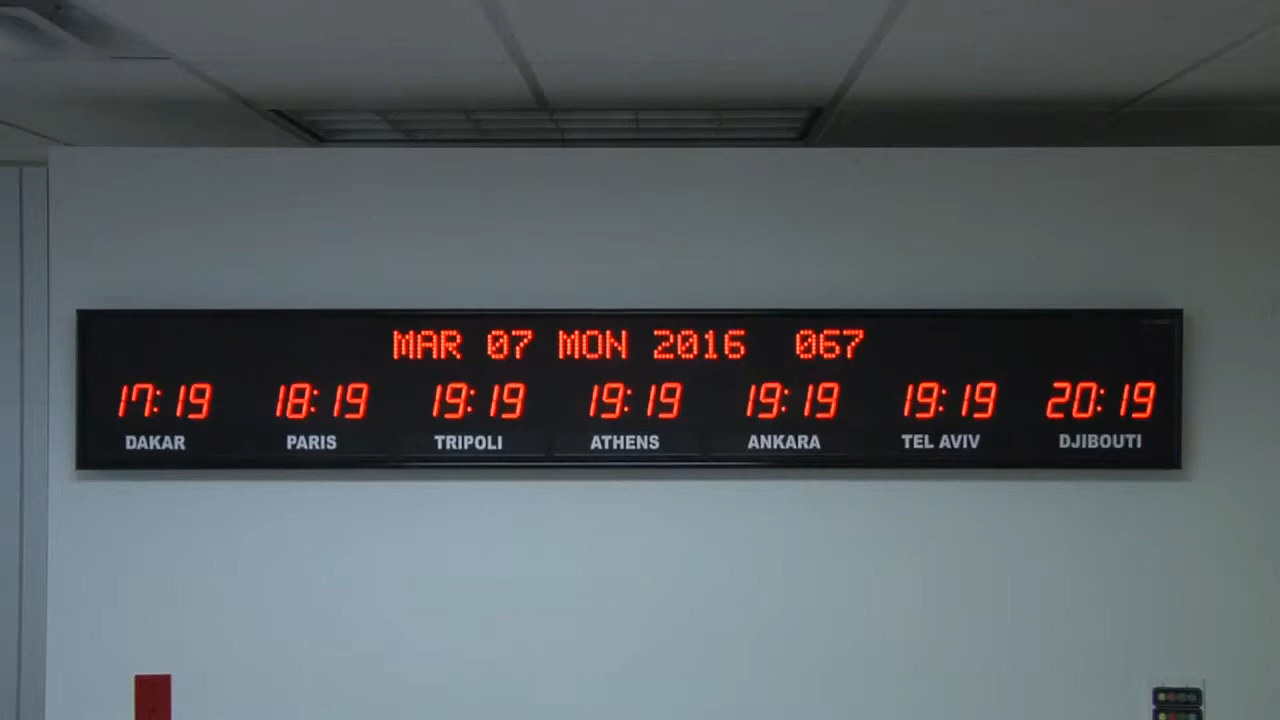 MAR 07 MON 2016 067
17:19 18:19 19:19 19:19 19:19 19:19 20:19
DAKAR PARIS TRIPOLI ATHENS ANKARA TEL AVIV DJIBOUTI